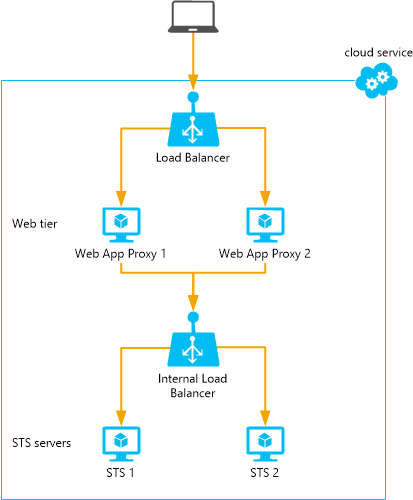 cloud service
Load Balancer
Web tier
Web App Proxy 1
Web App Proxy 2
Internal Load
Balancer
STS servers
STS 1
STS 2